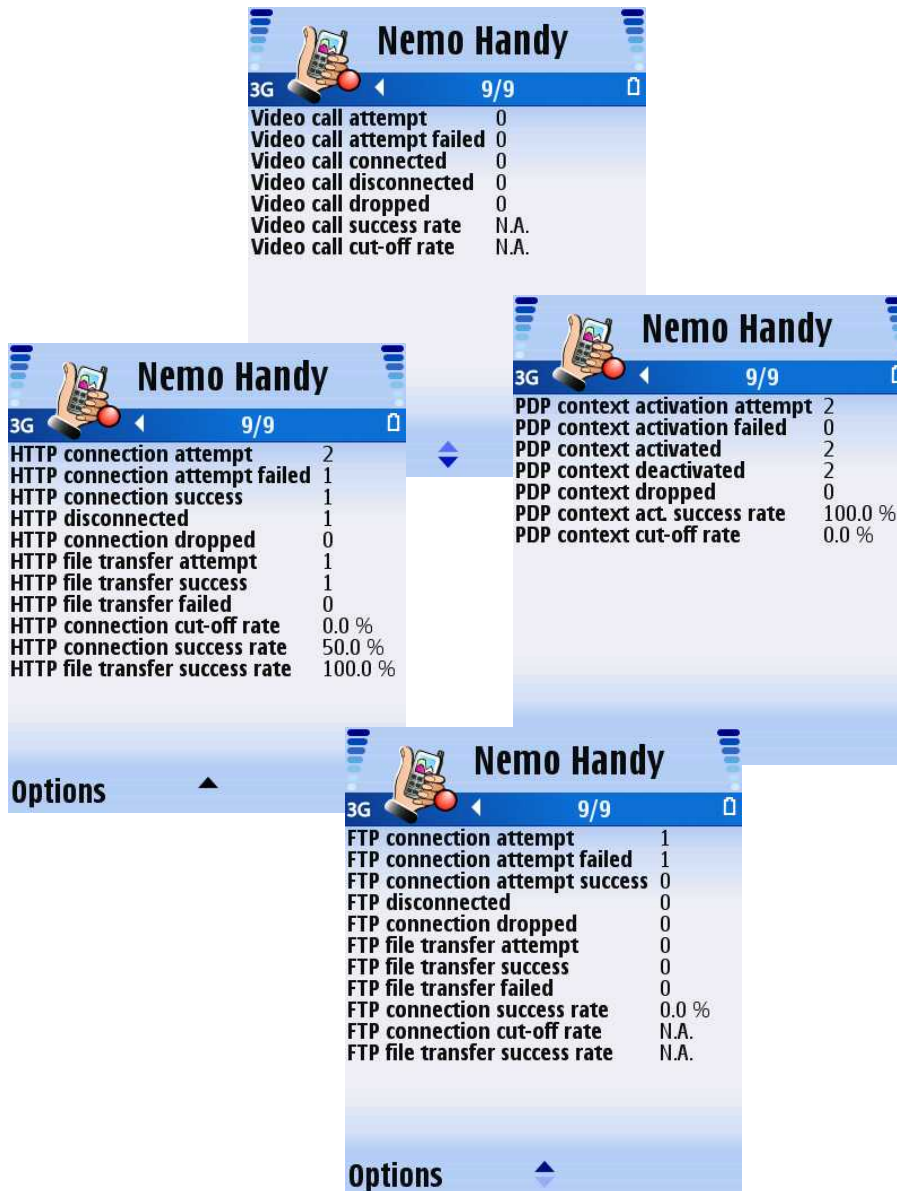 Nemo Handy
3G 9/9
Video call attempt 0
Video call attempt failed 0
Video call connected 0
Video call disconnected 0
Video call dropped 0
Video call success rate N.A.
Video call cut-off rate N.A.
Nemo Handy
3G 9/9
HTTP connection attempt 2
HTTP connection attempt failed 1
HTTP connection success 1
HTTP disconnected 1
HTTP connection dropped 0
HTTP file transfer attempt 1
HTTP file transfer success 1
HTTP file transfer failed 0
HTTP connection cut-off rate 0.0 %
HTTP connection success rate 50.0 %
HTTP file transfer success rate 100.0 %
Options
Nemo Handy
3G 9/9
PDP context activation attempt 2
PDP context activation failed 0
PDP context activated 2
PDP context deactivated 2
PDP context dropped 0
PDP context act. success rate 100.0 %
PDP context cut-off rate 0.0 %
Nemo Handy
3G 9/9
FTP connection attempt 1
FTP connection attempt failed 1
FTP connection attempt success 0
FTP disconnected 0
FTP connection dropped 0
FTP file transfer attempt 0
FTP file transfer success 0
FTP file transfer failed 0
FTP connection success rate 0.0 %
FTP connection cut-off rate N.A.
FTP file transfer success rate N.A.
Options